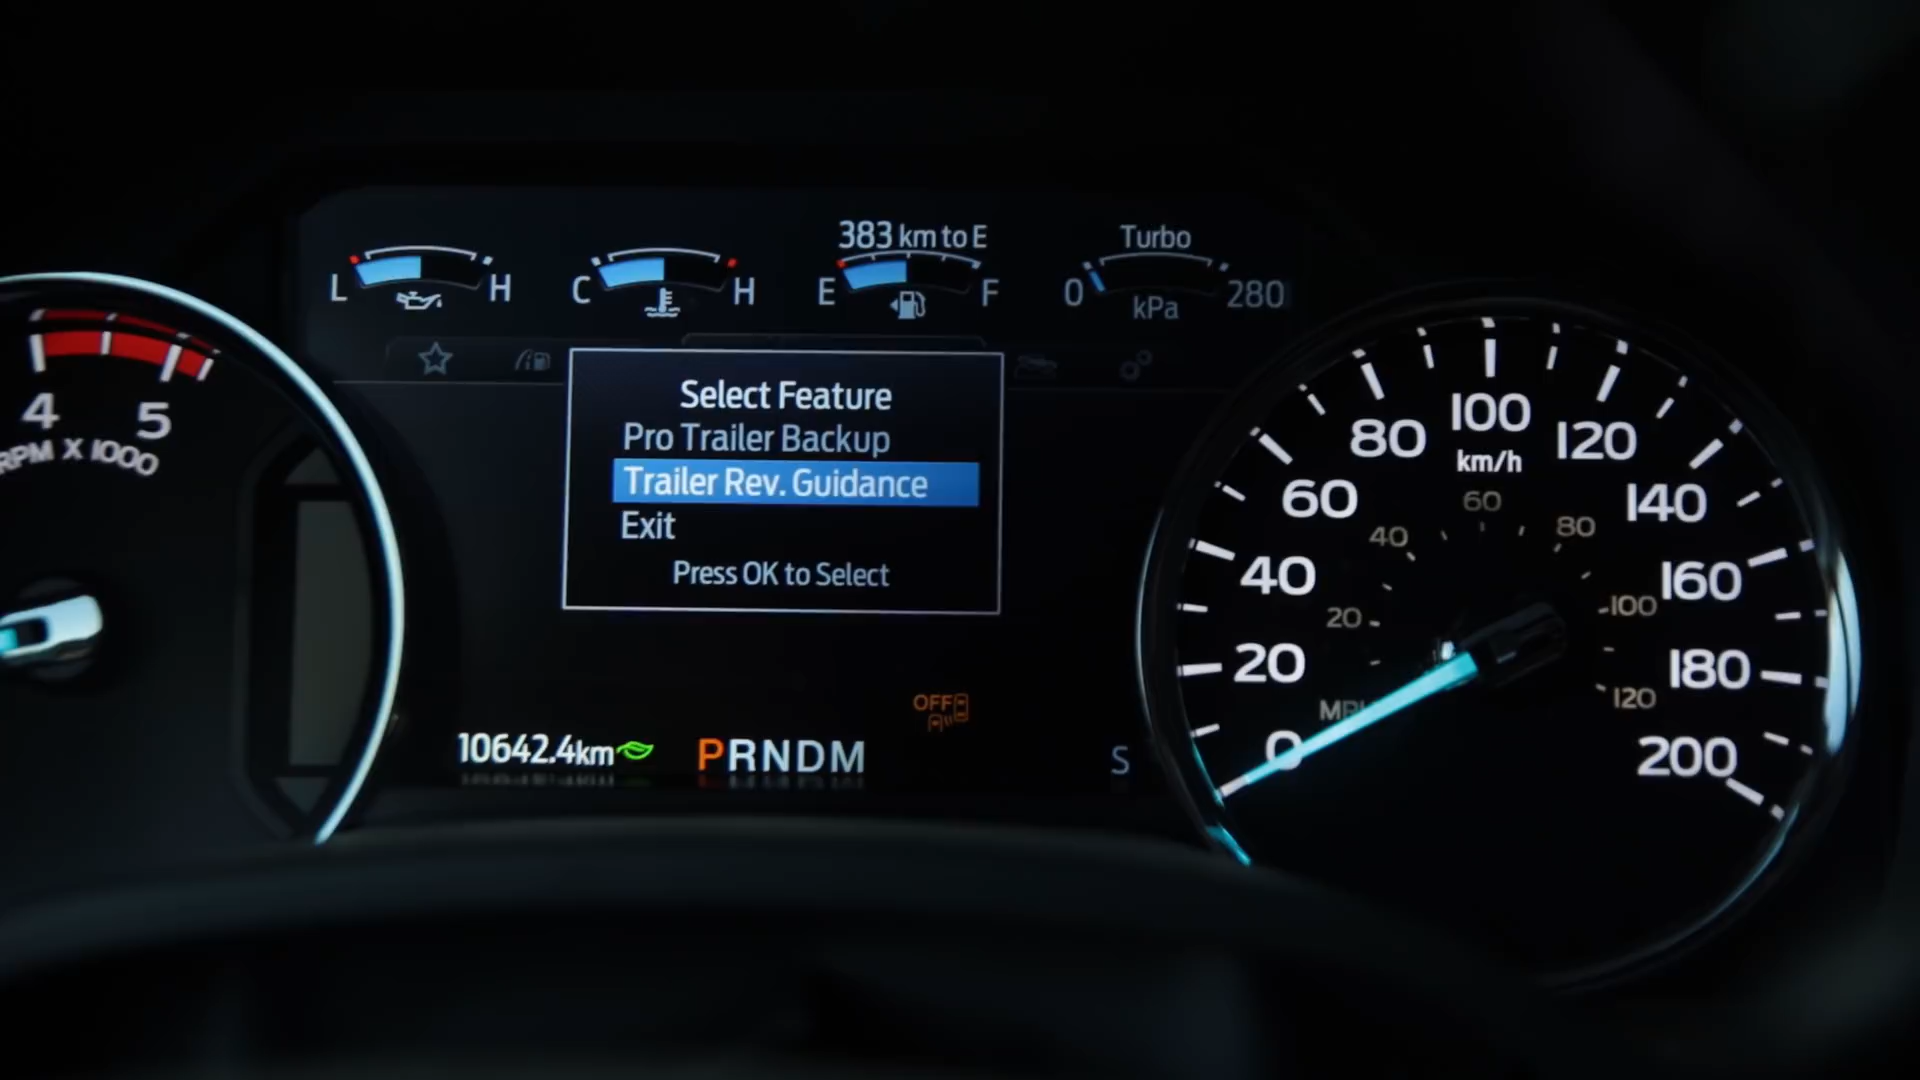 383 km to E
Turbo
L H
C H
E F
0 280
kPa
4 5
RPM X 1000
Select Feature
Pro Trailer Backup
Trailer Rev. Guidance
Exit
Press OK to Select
OFF
10642.4km
PRNDM
S
0 20 40 60 80 100 120 140 160 180 200
km/h
20 40 60 80 100 120
MPH